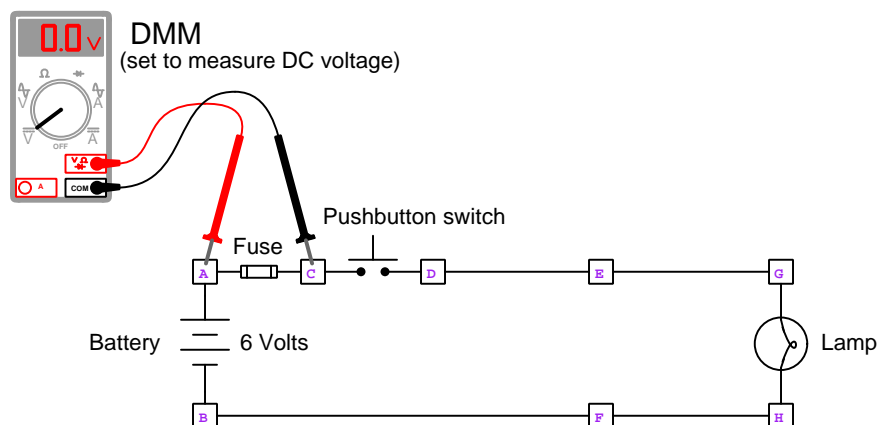 0.0 V
DMM
(set to measure DC voltage)
Ω
V A
V A
OFF
V Ω
A COM
Pushbutton switch
Fuse
A C D E G
Battery 6 Volts Lamp
B F H